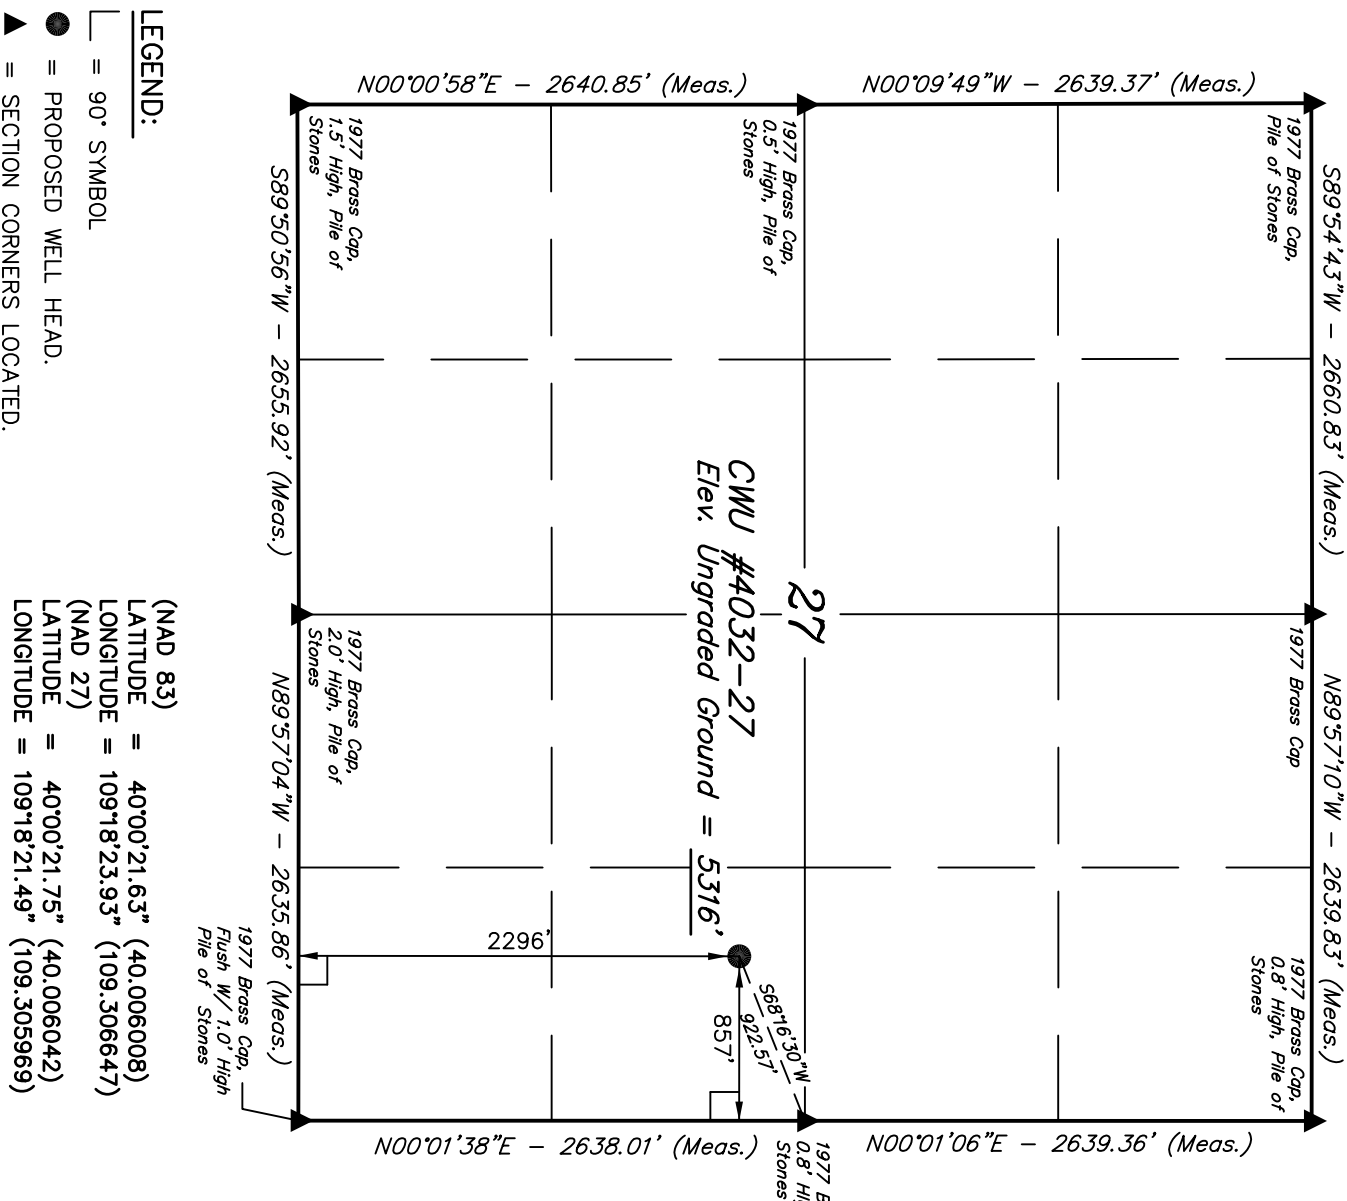 S89°54'43"W - 2660.83' (Meas.)
N89°57'10"W - 2639.83' (Meas.)
1977 Brass Cap,
Pile of Stones
1977 Brass Cap
1977 Brass Cap,
0.8' High, Pile of
Stones
N00°09'49"W - 2639.37' (Meas.)
N00°01'06"E - 2639.36' (Meas.)
1977 Brass Cap,
0.5' High, Pile of
Stones
27
1977
0.8'
Stones
CWU #4032-27
Elev. Ungraded Ground = 5316'
S68°16'30"W
922.57'
857'
2296'
N00°00'58"E - 2640.85' (Meas.)
N00°01'38"E - 2638.01' (Meas.)
1977 Brass Cap,
1.5' High, Pile of
Stones
1977 Brass Cap,
2.0' High, Pile of
Stones
S89°50'56"W - 2655.92' (Meas.)
N89°57'04"W - 2635.86' (Meas.)
1977 Brass Cap,
Flush W/ 1.0' High
Pile of Stones
LEGEND:
= 90° SYMBOL
= PROPOSED WELL HEAD.
= SECTION CORNERS LOCATED.
(NAD 83)
LATITUDE = 40°00'21.63" (40.006008)
LONGITUDE = 109°18'23.93" (109.306647)
(NAD 27)
LATITUDE = 40°00'21.75" (40.006042)
LONGITUDE = 109°18'21.49" (109.305969)